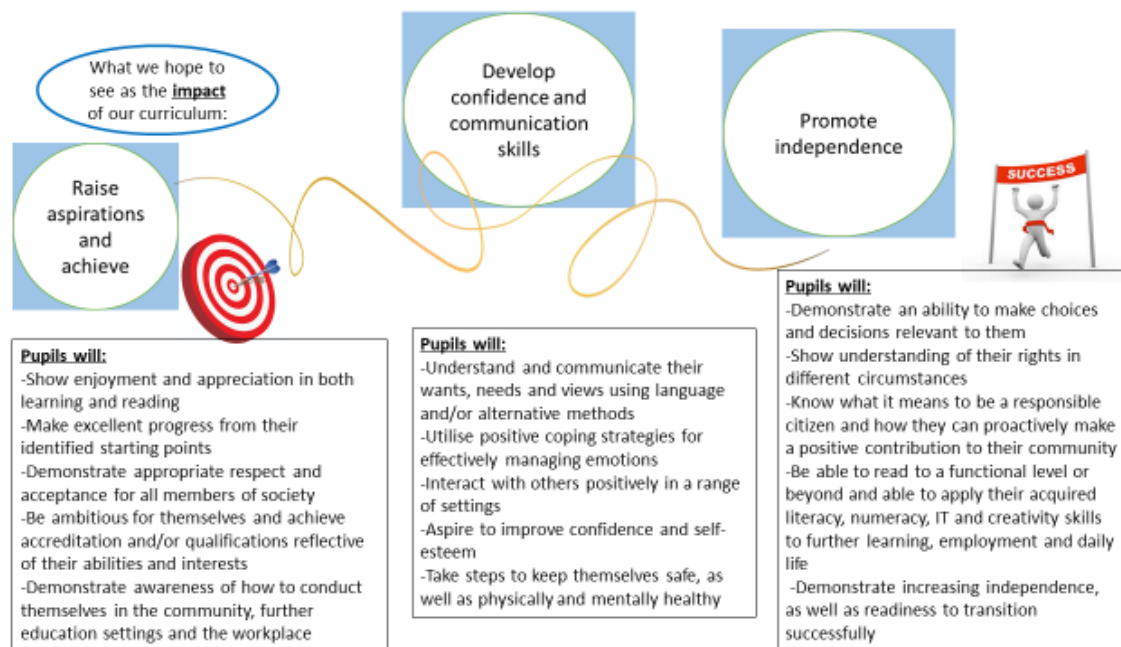 What we hope to
see as the impact
of our curriculum:
Raise
aspirations
and
achieve
Develop
confidence and
communication
skills
Promote
independence
SUCCESS
Pupils will:
-Show enjoyment and appreciation in both
learning and reading
-Make excellent progress from their
identified starting points
-Demonstrate appropriate respect and
acceptance for all members of society
-Be ambitious for themselves and achieve
accreditation and/or qualifications reflective
of their abilities and interests
-Demonstrate awareness of how to conduct
themselves in the community, further
education settings and the workplace
Pupils will:
-Understand and communicate their
wants, needs and views using language
and/or alternative methods
-Utilise positive coping strategies for
effectively managing emotions
-Interact with others positively in a range
of settings
-Aspire to improve confidence and self-
esteem
-Take steps to keep themselves safe, as
well as physically and mentally healthy
Pupils will:
-Demonstrate an ability to make choices
and decisions relevant to them
-Show understanding of their rights in
different circumstances
-Know what it means to be a responsible
citizen and how they can proactively make
a positive contribution to their community
-Be able to read to a functional level or
beyond and able to apply their acquired
literacy, numeracy, IT and creativity skills
to further learning, employment and daily
life
-Demonstrate increasing independence,
as well as readiness to transition
successfully